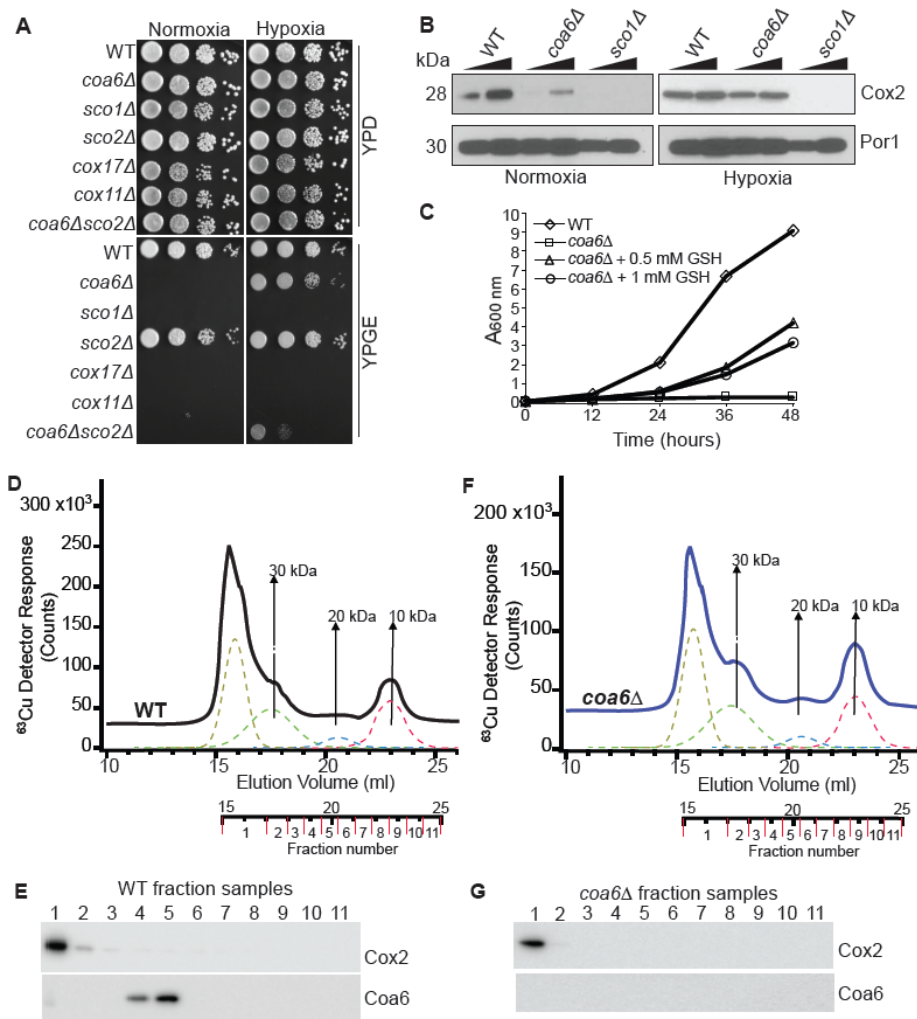 A
Normoxia Hypoxia
WT
coa6Δ
sco1Δ
sco2Δ
cox17Δ
cox11Δ
coa6Δsco2Δ
YPD
WT
coa6Δ
sco1Δ
sco2Δ
cox17Δ
cox11Δ
coa6Δsco2Δ
YPGE
B
WT coa6Δ sco1Δ WT coa6Δ sco1Δ
kDa
28 Cox2
30 Por1
Normoxia Hypoxia
C
WT
coa6Δ
coa6Δ + 0.5 mM GSH
coa6Δ + 1 mM GSH
A600 nm
10
9
8
7
6
5
4
3
2
1
0
0 12 24 36 48
Time (hours)
D
300 x10³
250
200
150
100
50
0
⁶³Cu Detector Response
(Counts)
30 kDa
20 kDa
10 kDa
WT
10 15 20 25
Elution Volume (ml)
15 20 25
1 2 3 4 5 6 7 8 9 10 11
Fraction number
F
200 x10³
150
100
50
0
⁶³Cu Detector Response
(Counts)
30 kDa
20 kDa
10 kDa
coa6Δ
10 15 20 25
Elution Volume (ml)
15 20 25
1 2 3 4 5 6 7 8 9 10 11
Fraction number
E
WT fraction samples
1 2 3 4 5 6 7 8 9 10 11
Cox2
Coa6
G
coa6Δ fraction samples
1 2 3 4 5 6 7 8 9 10 11
Cox2
Coa6